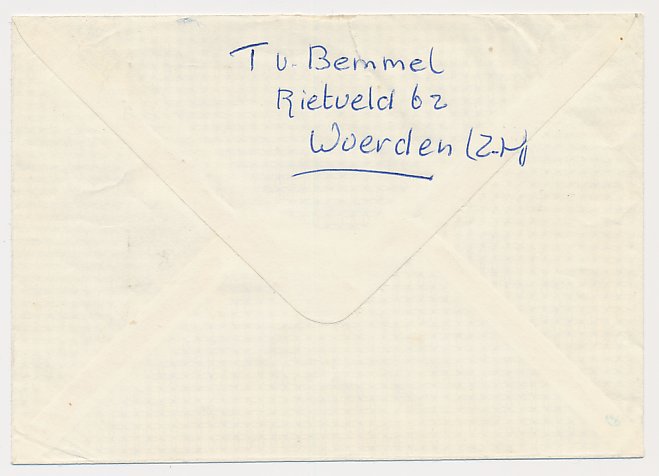 T v. Bemmel
Rietveld 62
Woerden (Z-H)